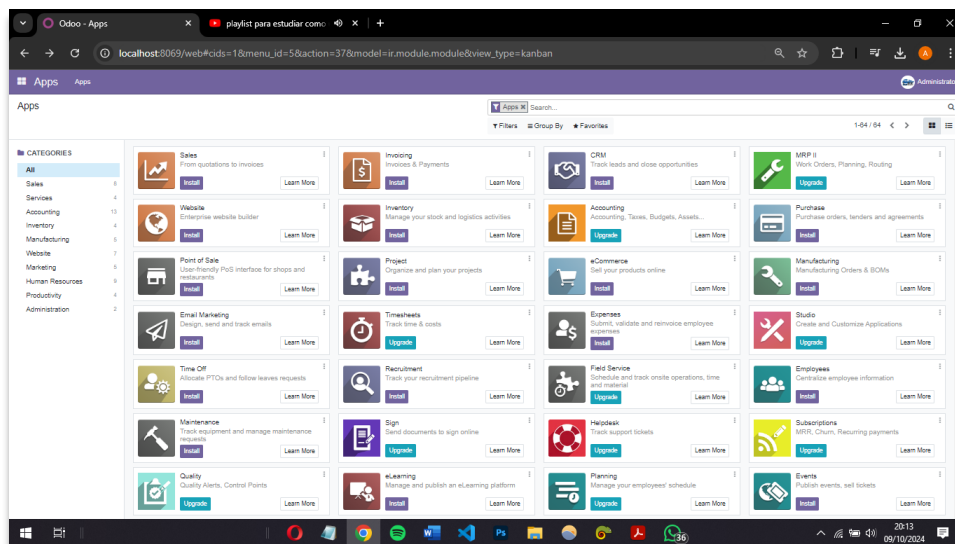 Odoo - Apps
playlist para estudiar como
localhost:8069/web#cids=1&menu_id=5&action=37&model=ir.module.module&view_type=kanban
A
Apps
Apps
Administrator
Apps
Apps
Search...
Filters
Group By
Favorites
1-64 / 64
CATEGORIES
All
Sales 8
Services 4
Accounting 13
Inventory 4
Manufacturing 5
Website 7
Marketing 5
Human Resources 9
Productivity 4
Administration 2
Sales
From quotations to invoices
Install
Learn More
Invoicing
Invoices & Payments
Install
Learn More
CRM
Track leads and close opportunities
Install
Learn More
MRP II
Work Orders, Planning, Routing
Upgrade
Learn More
Website
Enterprise website builder
Install
Learn More
Inventory
Manage your stock and logistics activities
Install
Learn More
Accounting
Accounting, Taxes, Budgets, Assets...
Upgrade
Learn More
Purchase
Purchase orders, tenders and agreements
Install
Learn More
Point of Sale
User-friendly PoS interface for shops and
restaurants
Install
Learn More
Project
Organize and plan your projects
Install
Learn More
eCommerce
Sell your products online
Install
Learn More
Manufacturing
Manufacturing Orders & BOMs
Install
Learn More
Email Marketing
Design, send and track emails
Install
Learn More
Timesheets
Track time & costs
Upgrade
Learn More
Expenses
Submit, validate and reinvoice employee
expenses
Install
Learn More
Studio
Create and Customize Applications
Upgrade
Learn More
Time Off
Allocate PTOs and follow leaves requests
Install
Learn More
Recruitment
Track your recruitment pipeline
Install
Learn More
Field Service
Schedule and track onsite operations, time
and material
Upgrade
Learn More
Employees
Centralize employee information
Install
Learn More
Maintenance
Track equipment and manage maintenance
requests
Install
Learn More
Sign
Send documents to sign online
Upgrade
Learn More
Helpdesk
Track support tickets
Upgrade
Learn More
Subscriptions
MRR, Churn, Recurring payments
Upgrade
Learn More
Quality
Quality Alerts, Control Points
Upgrade
Learn More
eLearning
Manage and publish an eLearning platform
Install
Learn More
Planning
Manage your employees' schedule
Upgrade
Learn More
Events
Publish events, sell tickets
Install
Learn More
Ps
36
20:13
09/10/2024